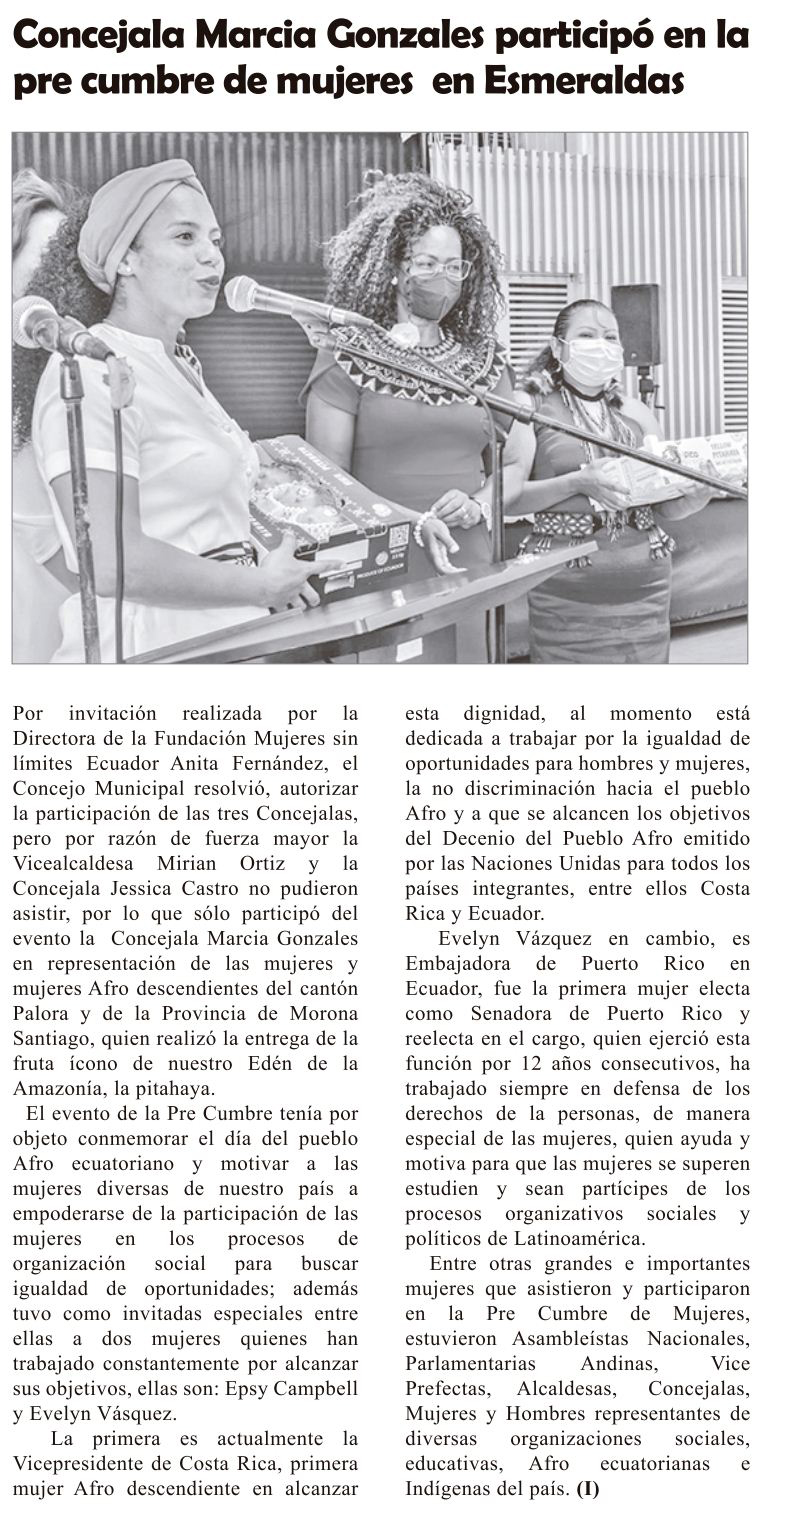 Concejala Marcia Gonzales participó en la
pre cumbre de mujeres en Esmeraldas
YELLOW
PITAHAYA
PRODUCE OF ECUADOR
Por invitación realizada por la
Directora de la Fundación Mujeres sin
límites Ecuador Anita Fernández, el
Concejo Municipal resolvió, autorizar
la participación de las tres Concejalas,
pero por razón de fuerza mayor la
Vicealcaldesa Mirian Ortiz y la
Concejala Jessica Castro no pudieron
asistir, por lo que sólo participó del
evento la Concejala Marcia Gonzales
en representación de las mujeres y
mujeres Afro descendientes del cantón
Palora y de la Provincia de Morona
Santiago, quien realizó la entrega de la
fruta ícono de nuestro Edén de la
Amazonía, la pitahaya.
El evento de la Pre Cumbre tenía por
objeto conmemorar el día del pueblo
Afro ecuatoriano y motivar a las
mujeres diversas de nuestro país a
empoderarse de la participación de las
mujeres en los procesos de
organización social para buscar
igualdad de oportunidades; además
tuvo como invitadas especiales entre
ellas a dos mujeres quienes han
trabajado constantemente por alcanzar
sus objetivos, ellas son: Epsy Campbell
y Evelyn Vásquez.
La primera es actualmente la
Vicepresidente de Costa Rica, primera
mujer Afro descendiente en alcanzar
esta dignidad, al momento está
dedicada a trabajar por la igualdad de
oportunidades para hombres y mujeres,
la no discriminación hacia el pueblo
Afro y a que se alcancen los objetivos
del Decenio del Pueblo Afro emitido
por las Naciones Unidas para todos los
países integrantes, entre ellos Costa
Rica y Ecuador.
Evelyn Vázquez en cambio, es
Embajadora de Puerto Rico en
Ecuador, fue la primera mujer electa
como Senadora de Puerto Rico y
reelecta en el cargo, quien ejerció esta
función por 12 años consecutivos, ha
trabajado siempre en defensa de los
derechos de la personas, de manera
especial de las mujeres, quien ayuda y
motiva para que las mujeres se superen
estudien y sean partícipes de los
procesos organizativos sociales y
políticos de Latinoamérica.
Entre otras grandes e importantes
mujeres que asistieron y participaron
en la Pre Cumbre de Mujeres,
estuvieron Asambleístas Nacionales,
Parlamentarias Andinas, Vice
Prefectas, Alcaldesas, Concejalas,
Mujeres y Hombres representantes de
diversas organizaciones sociales,
educativas, Afro ecuatorianas e
Indígenas del país. (I)